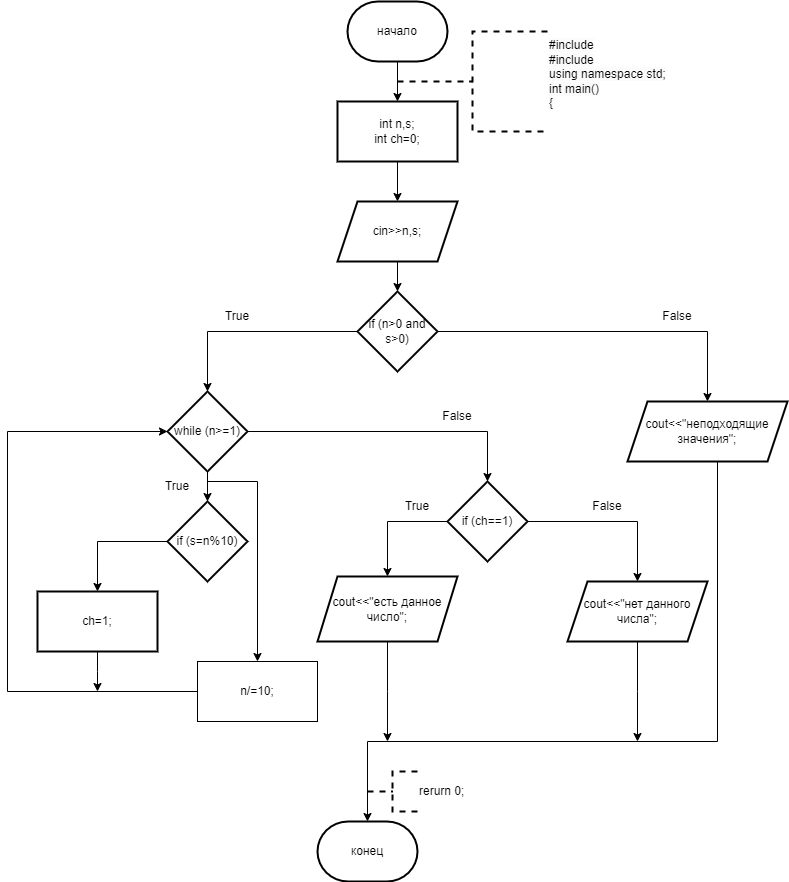 начало
#include
#include
using namespace std;
int main()
{
int n,s;
int ch=0;
cin>>n,s;
if (n>0 and
s>0)
True
False
while (n>=1)
False
cout<<"неподходящие
значения";
True
if (s=n%10)
True
if (ch==1)
False
ch=1;
cout<<"есть данное
число";
cout<<"нет данного
числа";
n/=10;
rerurn 0;
конец